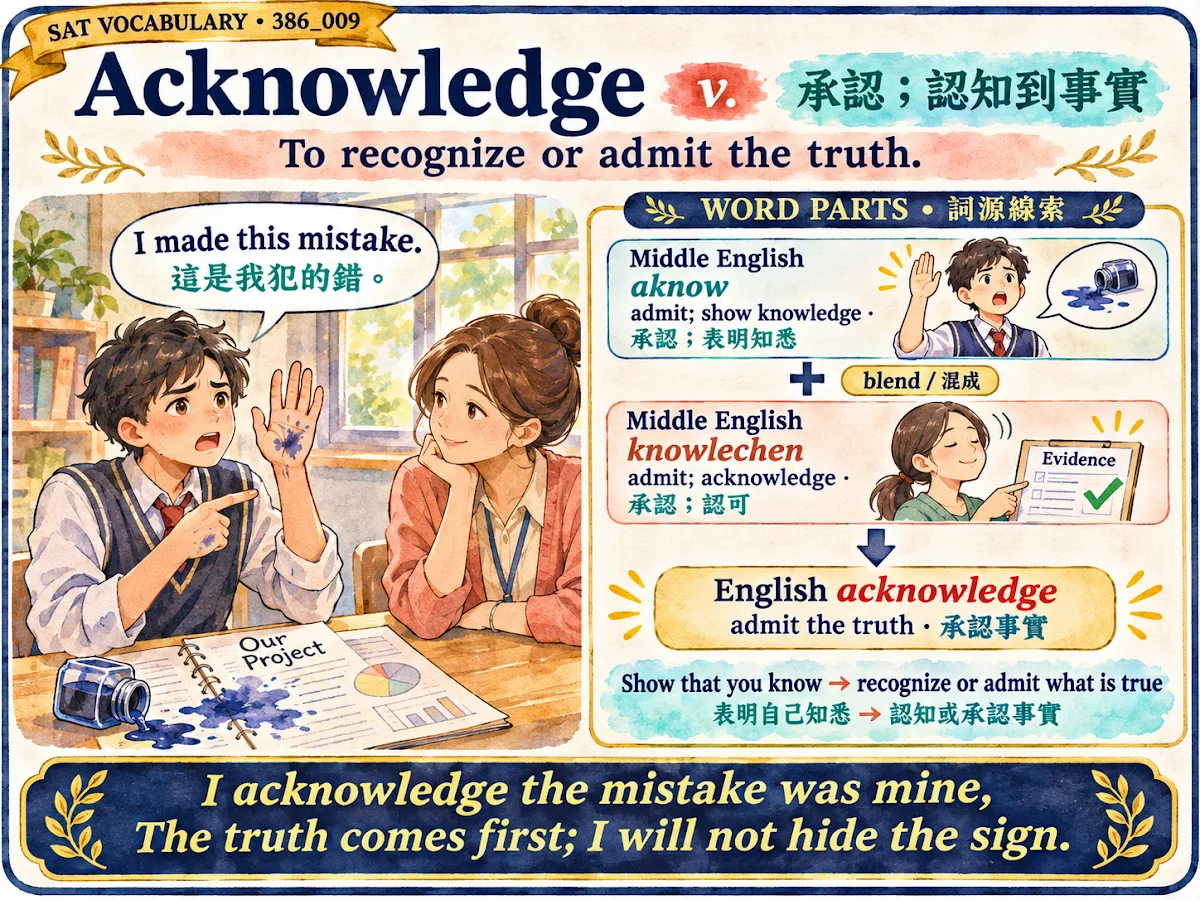 SAT VOCABULARY • 386_009
Acknowledge v. 承認；認知到事實
To recognize or admit the truth.
I made this mistake.
這是我犯的錯。
Our
Project
WORD PARTS • 詞源線索
Middle English
aknow
admit; show knowledge ·
承認；表明知悉
+ blend / 混成
Middle English
knowlechen
admit; acknowledge ·
承認；認可
Evidence
English acknowledge
admit the truth · 承認事實
Show that you know → recognize or admit what is true
表明自己知悉 → 認知或承認事實
I acknowledge the mistake was mine,
The truth comes first; I will not hide the sign.